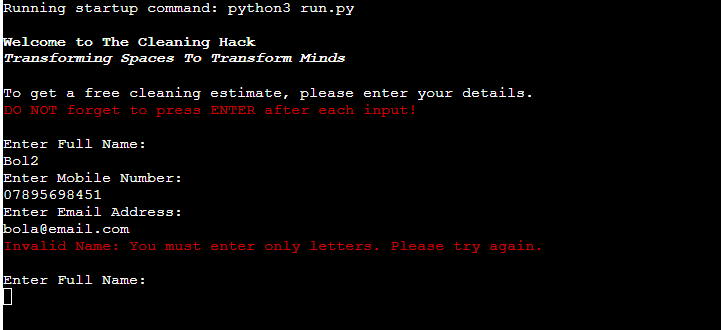 Running startup command: python3 run.py
Welcome to The Cleaning Hack
Transforming Spaces To Transform Minds
To get a free cleaning estimate, please enter your details.
DO NOT forget to press ENTER after each input!
Enter Full Name:
Bol2
Enter Mobile Number:
07895698451
Enter Email Address:
bola@email.com
Invalid Name: You must enter only letters. Please try again.
Enter Full Name: